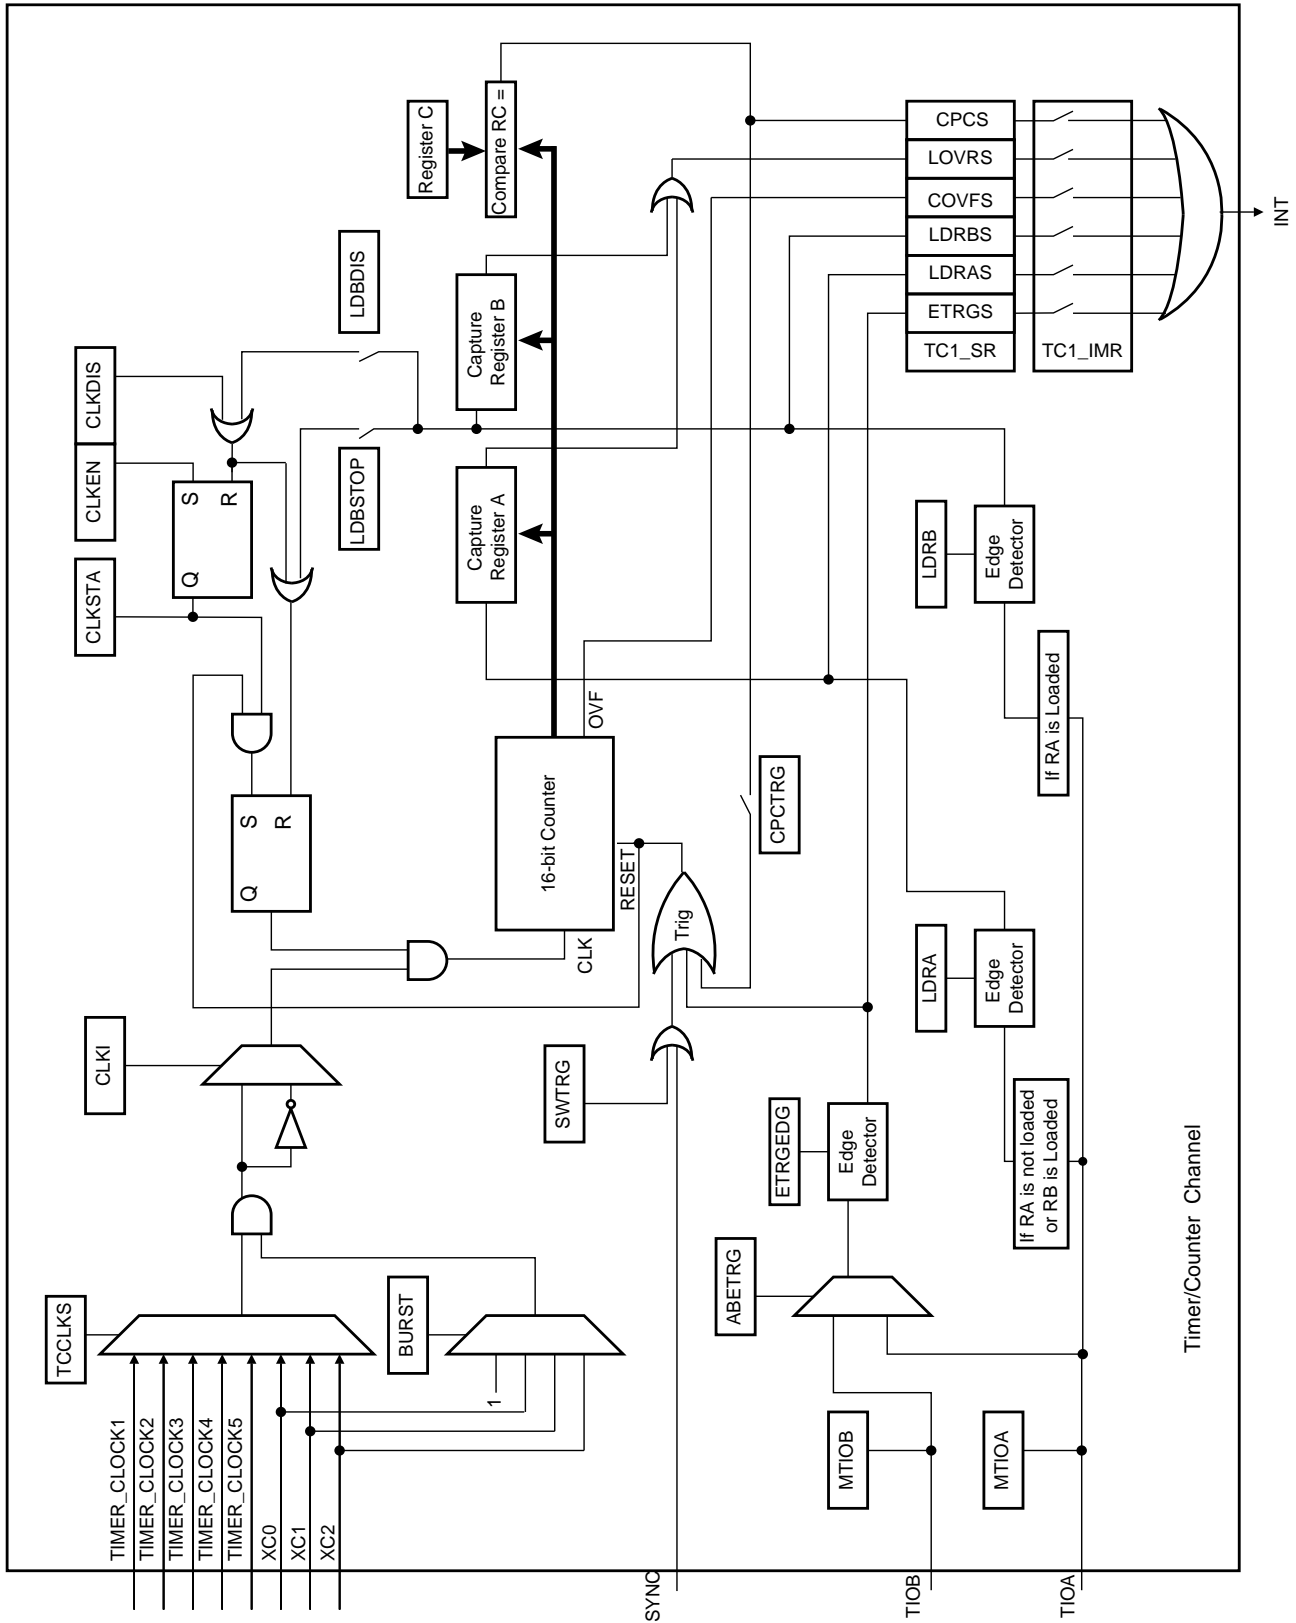 TCCLKS
TIMER_CLOCK1
TIMER_CLOCK2
TIMER_CLOCK3
TIMER_CLOCK4
TIMER_CLOCK5
XC0
XC1
XC2
BURST
1
CLKI
Q
S
R
CLKSTA
CLKEN
CLKDIS
Q
S
R
LDBSTOP
LDBDIS
Register C
Capture
Register A
Capture
Register B
Compare RC =
16-bit Counter
CLK
RESET
OVF
SWTRG
SYNC
Trig
CPCTRG
ABETRG
ETRGEDG
Edge
Detector
MTIOB
TIOB
MTIOA
TIOA
LDRA
Edge
Detector
If RA is not loaded
or RB is Loaded
LDRB
Edge
Detector
If RA is Loaded
CPCS
LOVRS
COVFS
LDRBS
LDRAS
ETRGS
TC1_SR
TC1_IMR
INT
Timer/Counter Channel